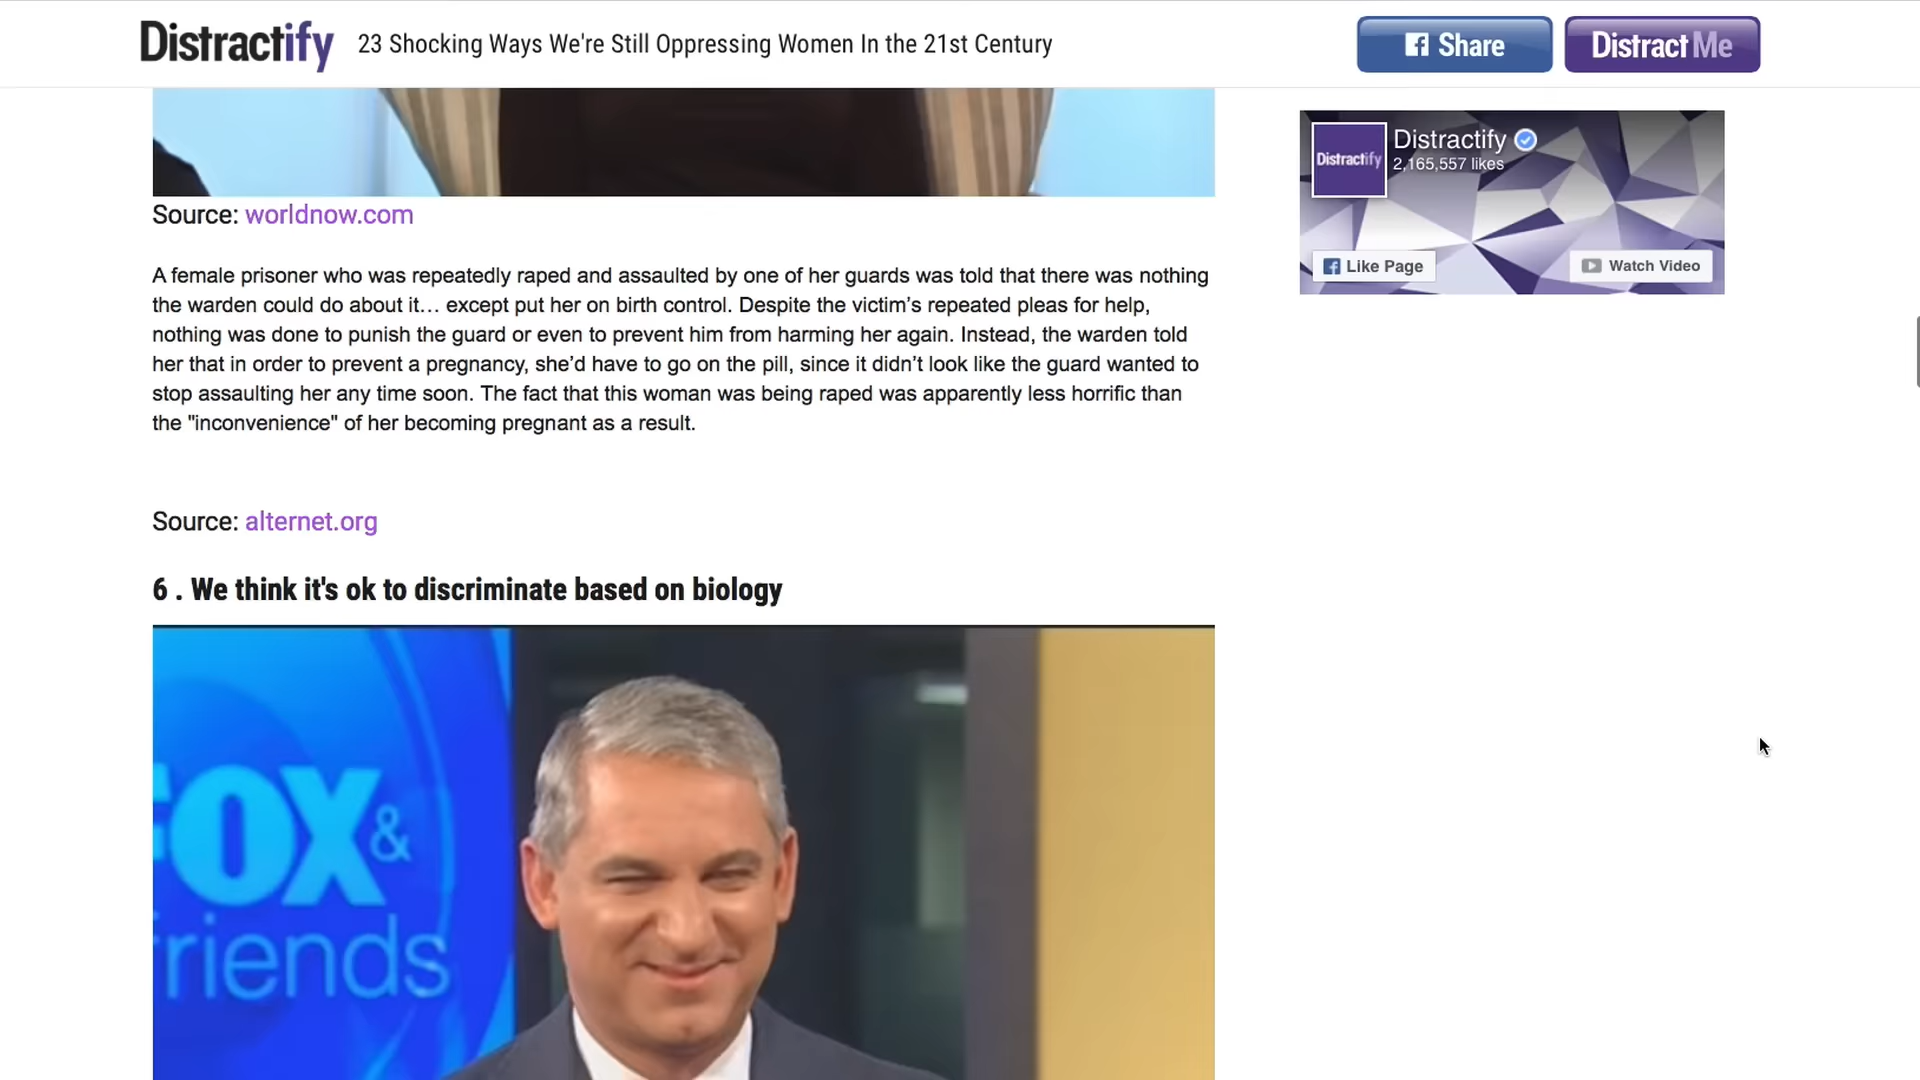 Distractify 23 Shocking Ways We're Still Oppressing Women In the 21st Century
Share
DistractMe
Distractify
Distractify
2,165,557 likes
Like Page
Watch Video
Source: worldnow.com
A female prisoner who was repeatedly raped and assaulted by one of her guards was told that there was nothing
the warden could do about it… except put her on birth control. Despite the victim’s repeated pleas for help,
nothing was done to punish the guard or even to prevent him from harming her again. Instead, the warden told
her that in order to prevent a pregnancy, she’d have to go on the pill, since it didn’t look like the guard wanted to
stop assaulting her any time soon. The fact that this woman was being raped was apparently less horrific than
the "inconvenience" of her becoming pregnant as a result.
Source: alternet.org
6 . We think it's ok to discriminate based on biology
FOX &
friends